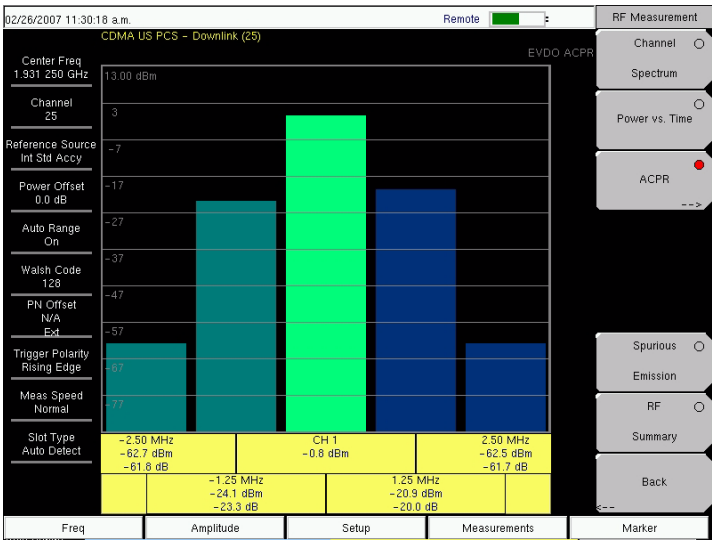 02/26/2007 11:30:18 a.m.
Remote
RF Measurement
CDMA US PCS - Downlink (25)
EVDO ACPR
Center Freq
1.931 250 GHz
Channel
25
Reference Source
Int Std Accy
Power Offset
0.0 dB
Auto Range
On
Walsh Code
128
PN Offset
N/A
Ext
Trigger Polarity
Rising Edge
Meas Speed
Normal
Slot Type
Auto Detect
13.00 dBm
3
-7
-17
-27
-37
-47
-57
-67
-77
-2.50 MHz
-62.7 dBm
-61.8 dB
CH 1
-0.8 dBm
2.50 MHz
-62.5 dBm
-61.7 dB
-1.25 MHz
-24.1 dBm
-23.3 dB
1.25 MHz
-20.9 dBm
-20.0 dB
Channel
Spectrum
Power vs. Time
ACPR
-->
Spurious
Emission
RF
Summary
Back
<--
Freq
Amplitude
Setup
Measurements
Marker